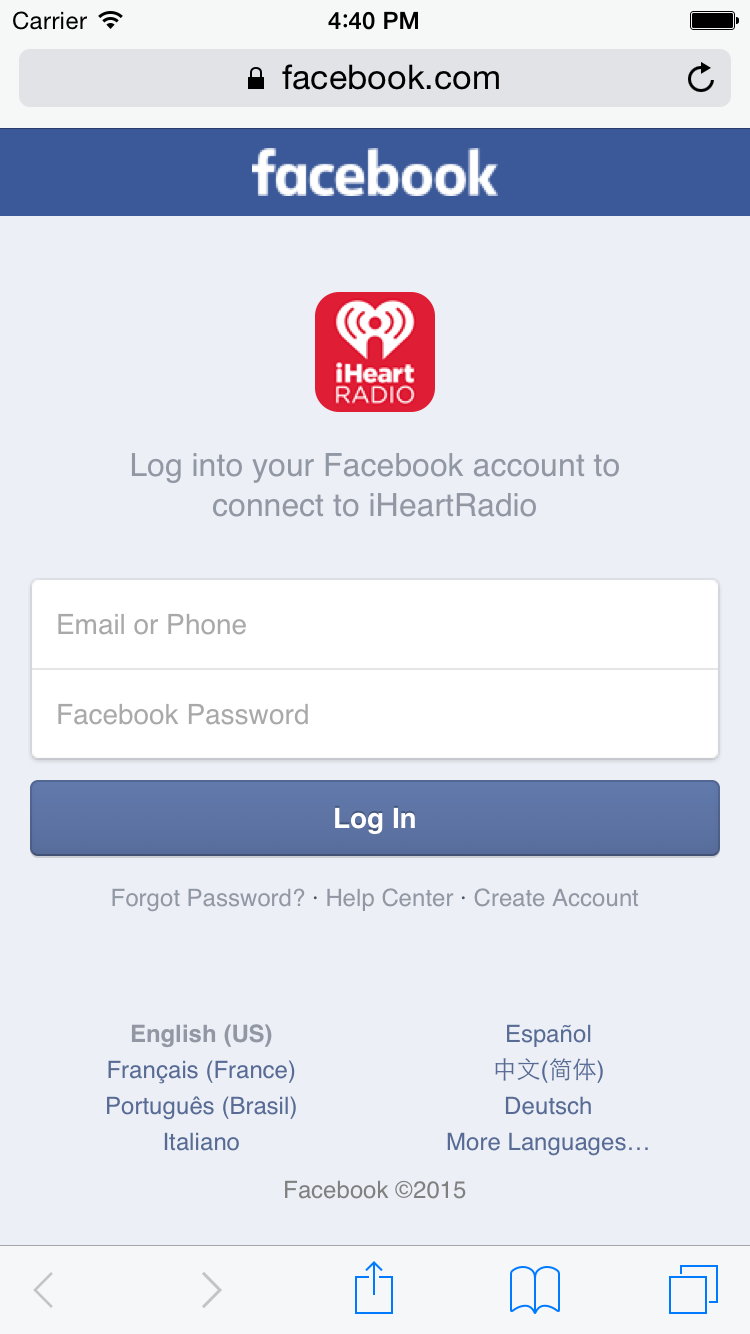 Carrier 4:40 PM
facebook.com
facebook
iHeart
RADIO
Log into your Facebook account to
connect to iHeartRadio
Email or Phone
Facebook Password
Log In
Forgot Password? · Help Center · Create Account
English (US) Español
Français (France) 中文(简体)
Português (Brasil) Deutsch
Italiano More Languages…
Facebook ©2015